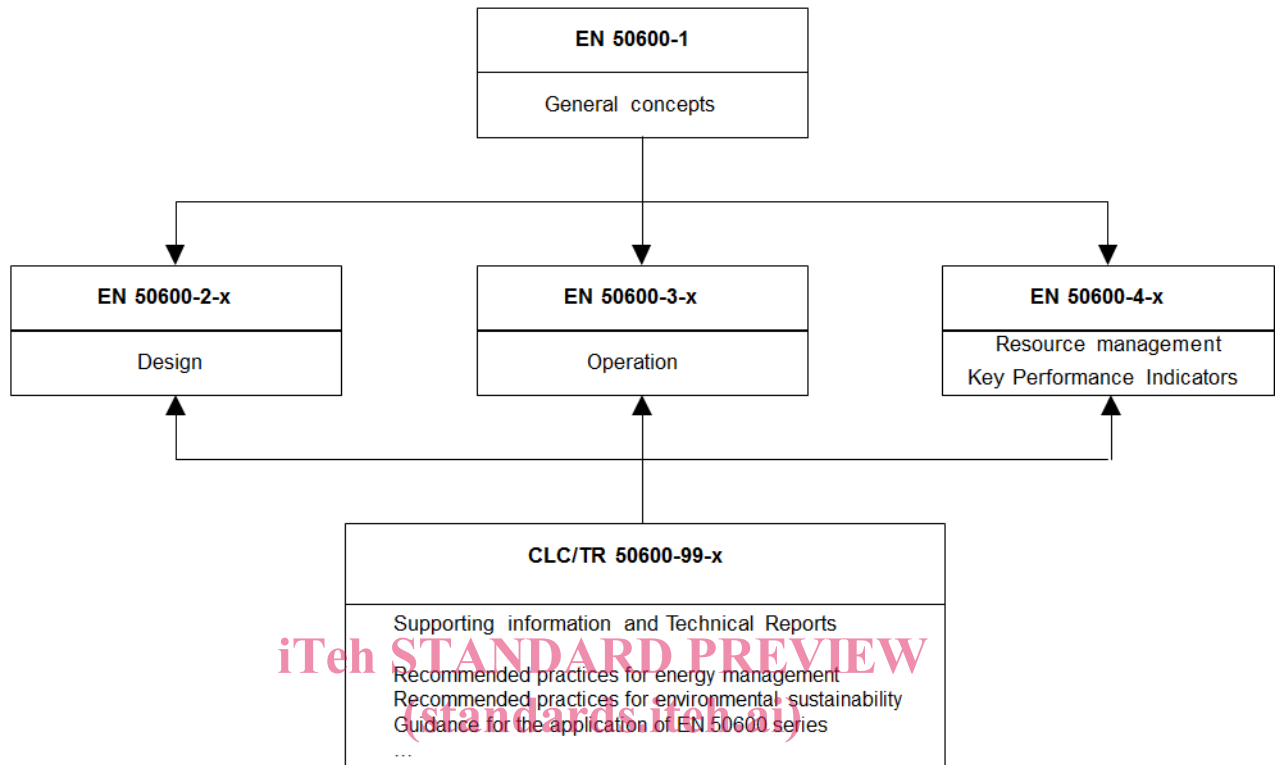 EN 50600-1
General concepts
EN 50600-2-x
EN 50600-3-x
EN 50600-4-x
Design
Operation
Resource management
Key Performance Indicators
CLC/TR 50600-99-x
Supporting information and Technical Reports
iTeh STANDARD PREVIEW
Recommended practices for energy management
Recommended practices for environmental sustainability
(standards.iteh.ai)
Guidance for the application of EN 50600 series
...